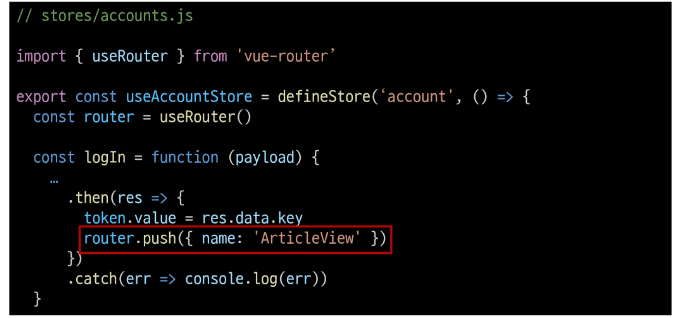 // stores/accounts.js
import { useRouter } from 'vue-router’
export const useAccountStore = defineStore(‘account', () => {
const router = useRouter()
const logIn = function (payload) {
…
.then(res => {
token.value = res.data.key
router.push({ name: 'ArticleView' })
})
.catch(err => console.log(err))
}